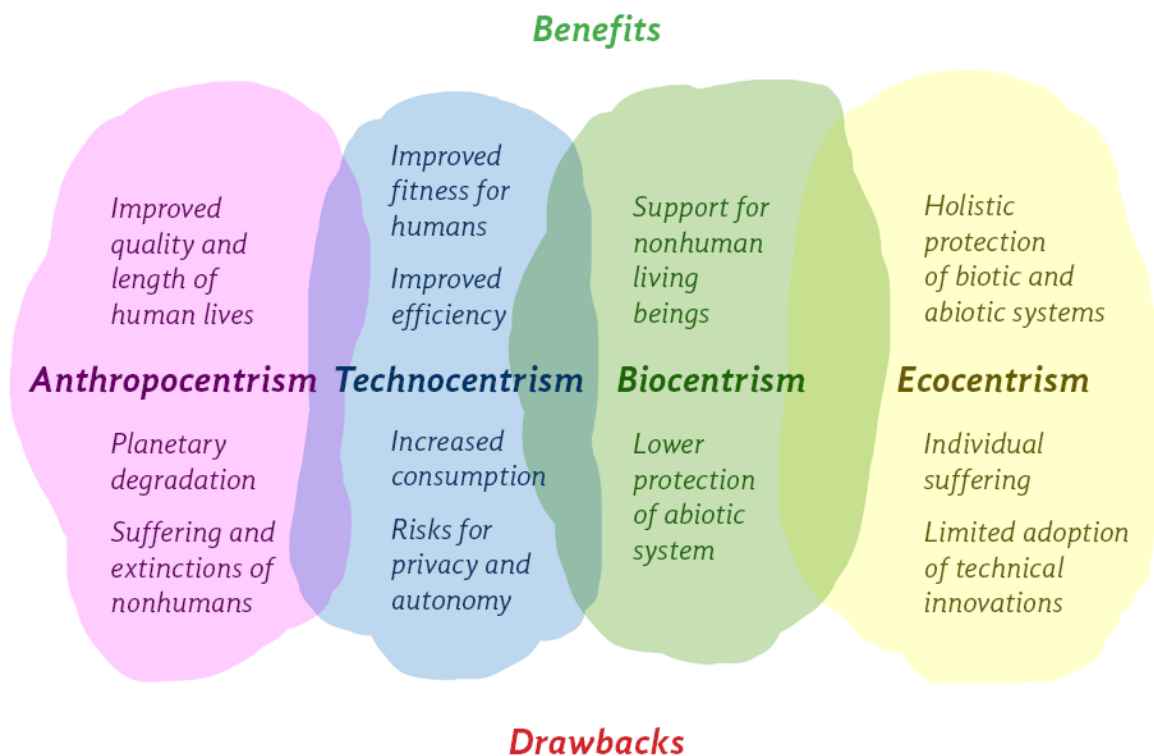 Benefits
Improved
quality and
length of
human lives
Anthropocentrism
Planetary
degradation
Suffering and
extinctions of
nonhumans
Improved
fitness for
humans
Improved
efficiency
Technocentrism
Increased
consumption
Risks for
privacy and
autonomy
Support for
nonhuman
living
beings
Biocentrism
Lower
protection
of abiotic
system
Holistic
protection
of biotic and
abiotic systems
Ecocentrism
Individual
suffering
Limited adoption
of technical
innovations
Drawbacks